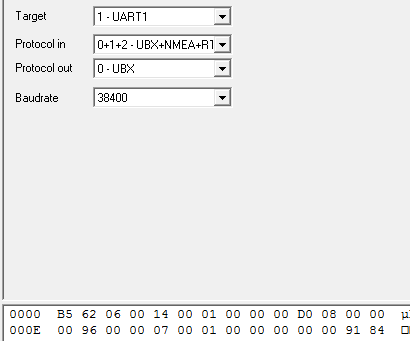 Target 1 - UART1
Protocol in 0+1+2 - UBX+NMEA+RT
Protocol out 0 - UBX
Baudrate 38400
0000 B5 62 06 00 14 00 01 00 00 00 D0 08 00 00 µ
000E 00 96 00 00 07 00 01 00 00 00 00 00 91 84 □